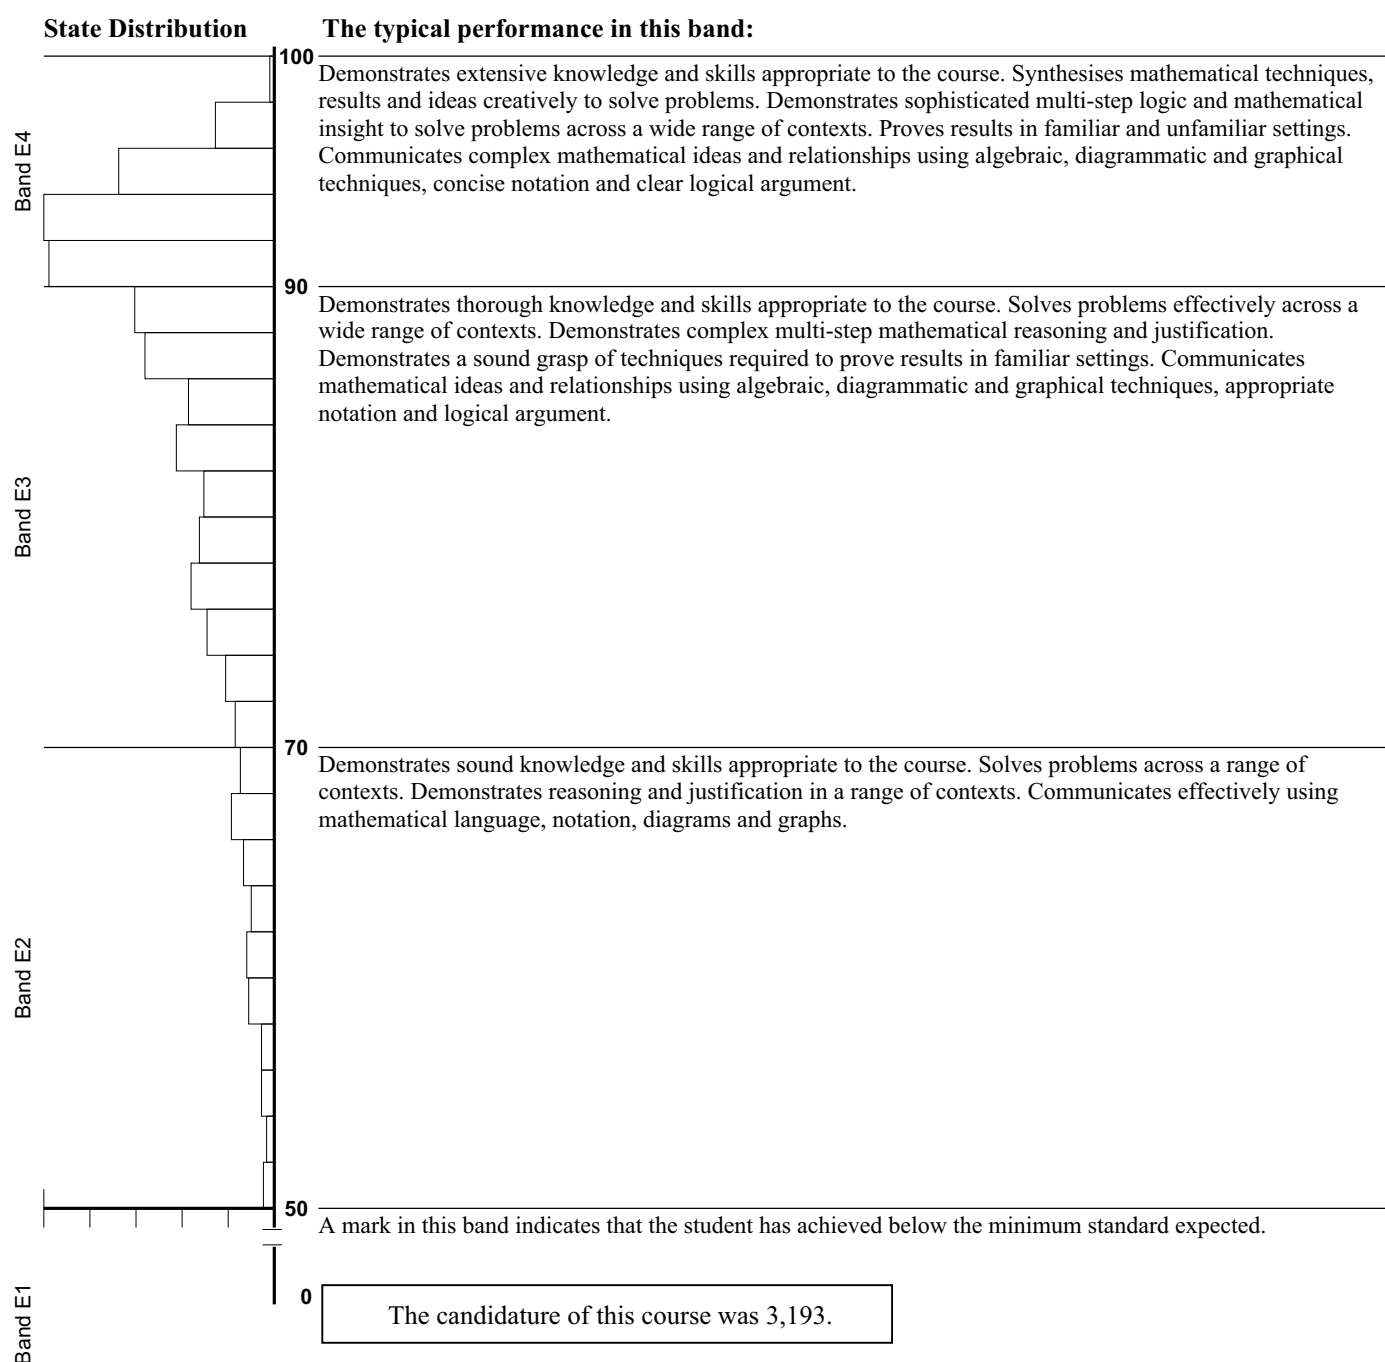 State Distribution
The typical performance in this band:
100
Demonstrates extensive knowledge and skills appropriate to the course. Synthesises mathematical techniques,
results and ideas creatively to solve problems. Demonstrates sophisticated multi-step logic and mathematical
insight to solve problems across a wide range of contexts. Proves results in familiar and unfamiliar settings.
Communicates complex mathematical ideas and relationships using algebraic, diagrammatic and graphical
techniques, concise notation and clear logical argument.
Band E4
90
Demonstrates thorough knowledge and skills appropriate to the course. Solves problems effectively across a
wide range of contexts. Demonstrates complex multi-step mathematical reasoning and justification.
Demonstrates a sound grasp of techniques required to prove results in familiar settings. Communicates
mathematical ideas and relationships using algebraic, diagrammatic and graphical techniques, appropriate
notation and logical argument.
Band E3
70
Demonstrates sound knowledge and skills appropriate to the course. Solves problems across a range of
contexts. Demonstrates reasoning and justification in a range of contexts. Communicates effectively using
mathematical language, notation, diagrams and graphs.
Band E2
50
A mark in this band indicates that the student has achieved below the minimum standard expected.
Band E1
0
The candidature of this course was 3,193.